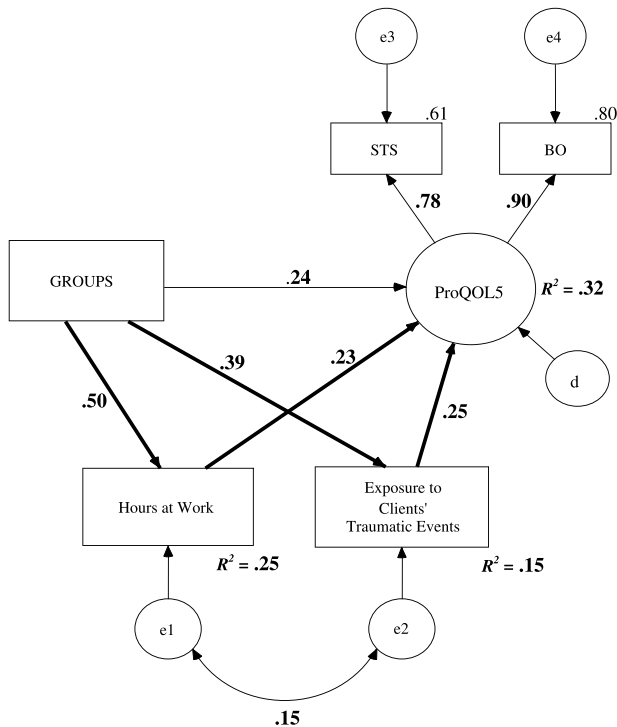 e3
e4
.61
.80
STS
BO
.78
.90
GROUPS
.24
ProQOL5
R² = .32
.39
.23
d
.50
.25
Hours at Work
Exposure to
Clients'
Traumatic Events
R² = .25
R² = .15
e1
e2
.15